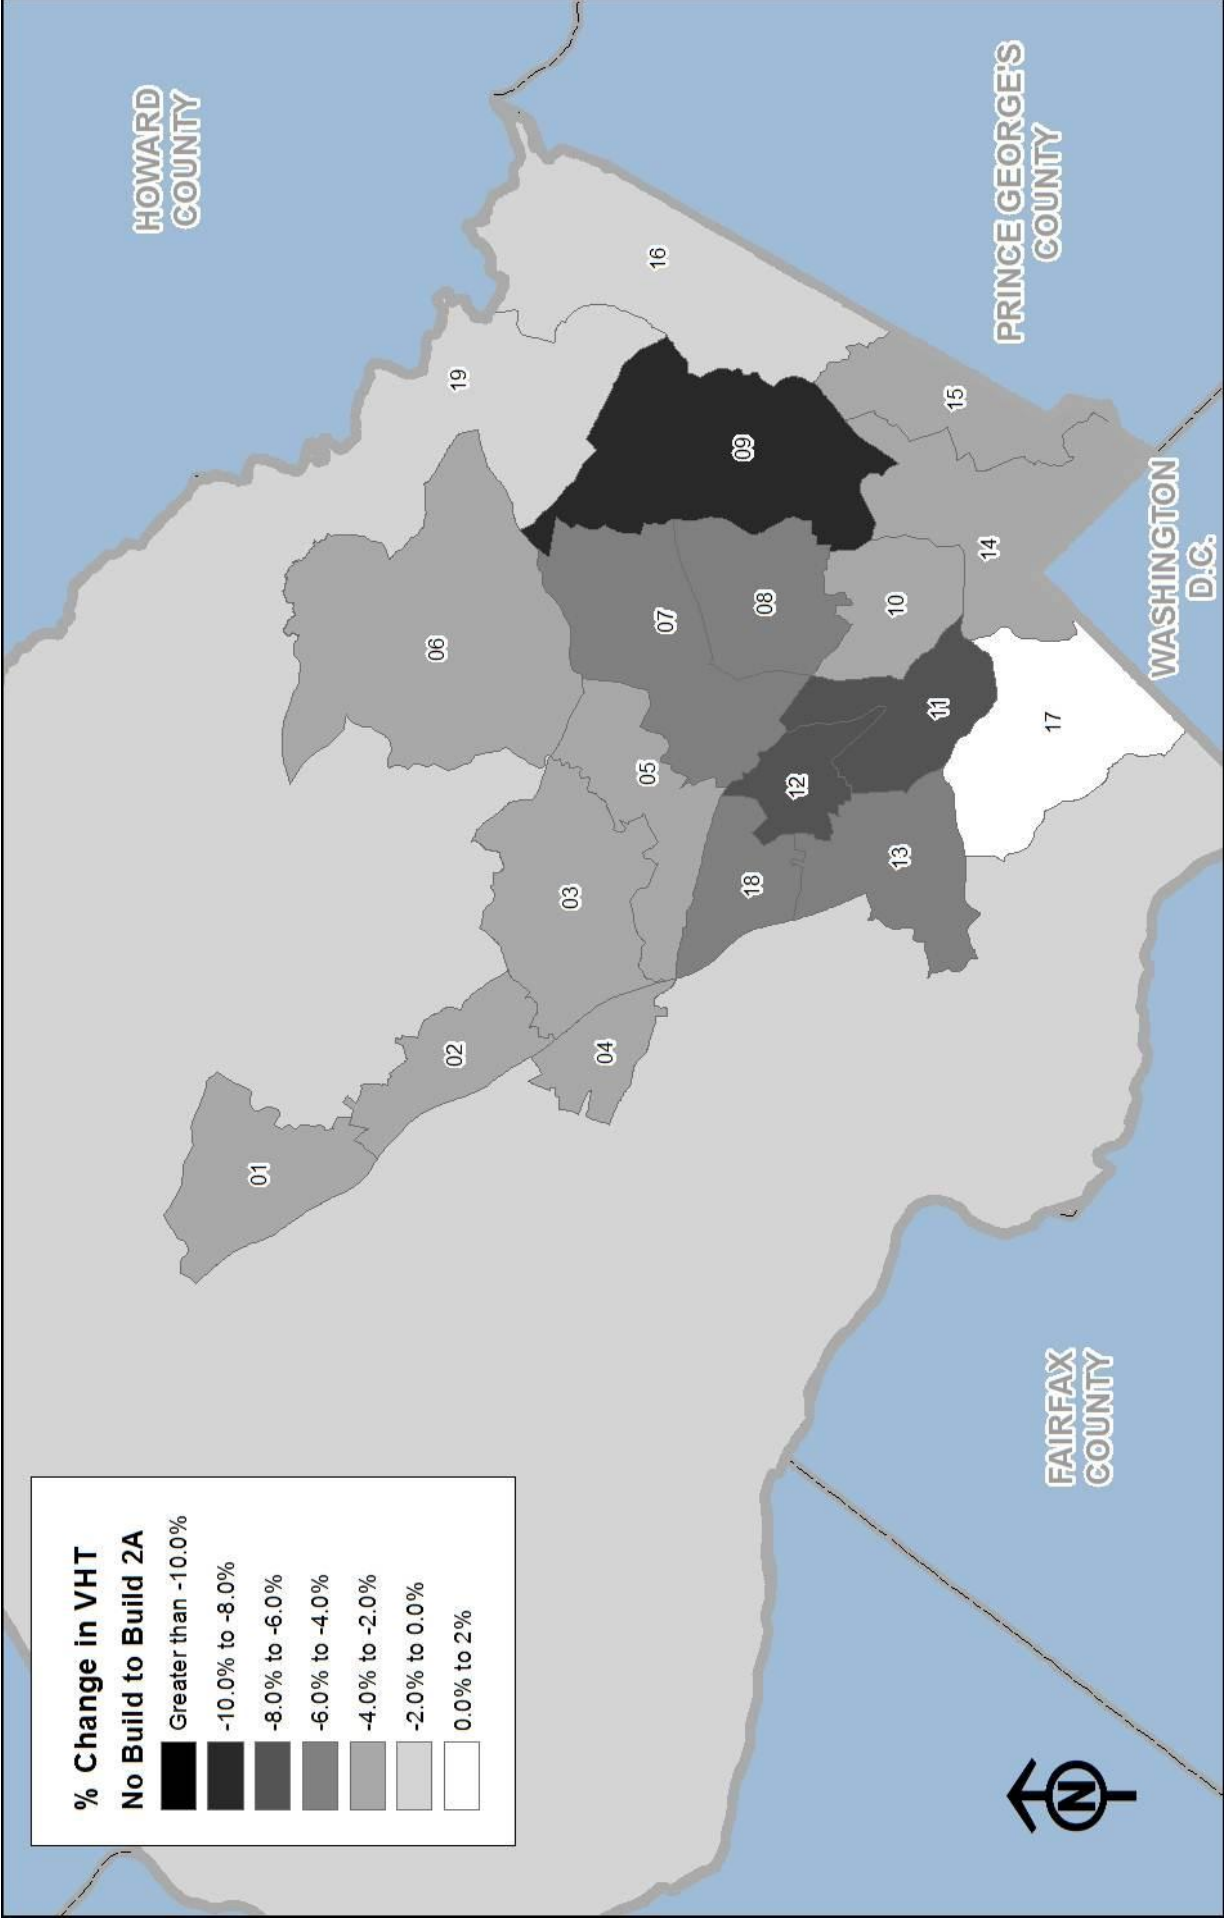 % Change in VHT
No Build to Build 2A
Greater than -10.0%
-10.0% to -8.0%
-8.0% to -6.0%
-6.0% to -4.0%
-4.0% to -2.0%
-2.0% to 0.0%
0.0% to 2%
HOWARD
COUNTY
PRINCE GEORGE'S
COUNTY
WASHINGTON
D.C.
FAIRFAX
COUNTY
N
01
02
03
04
05
06
07
08
09
10
11
12
13
14
15
16
17
18
19